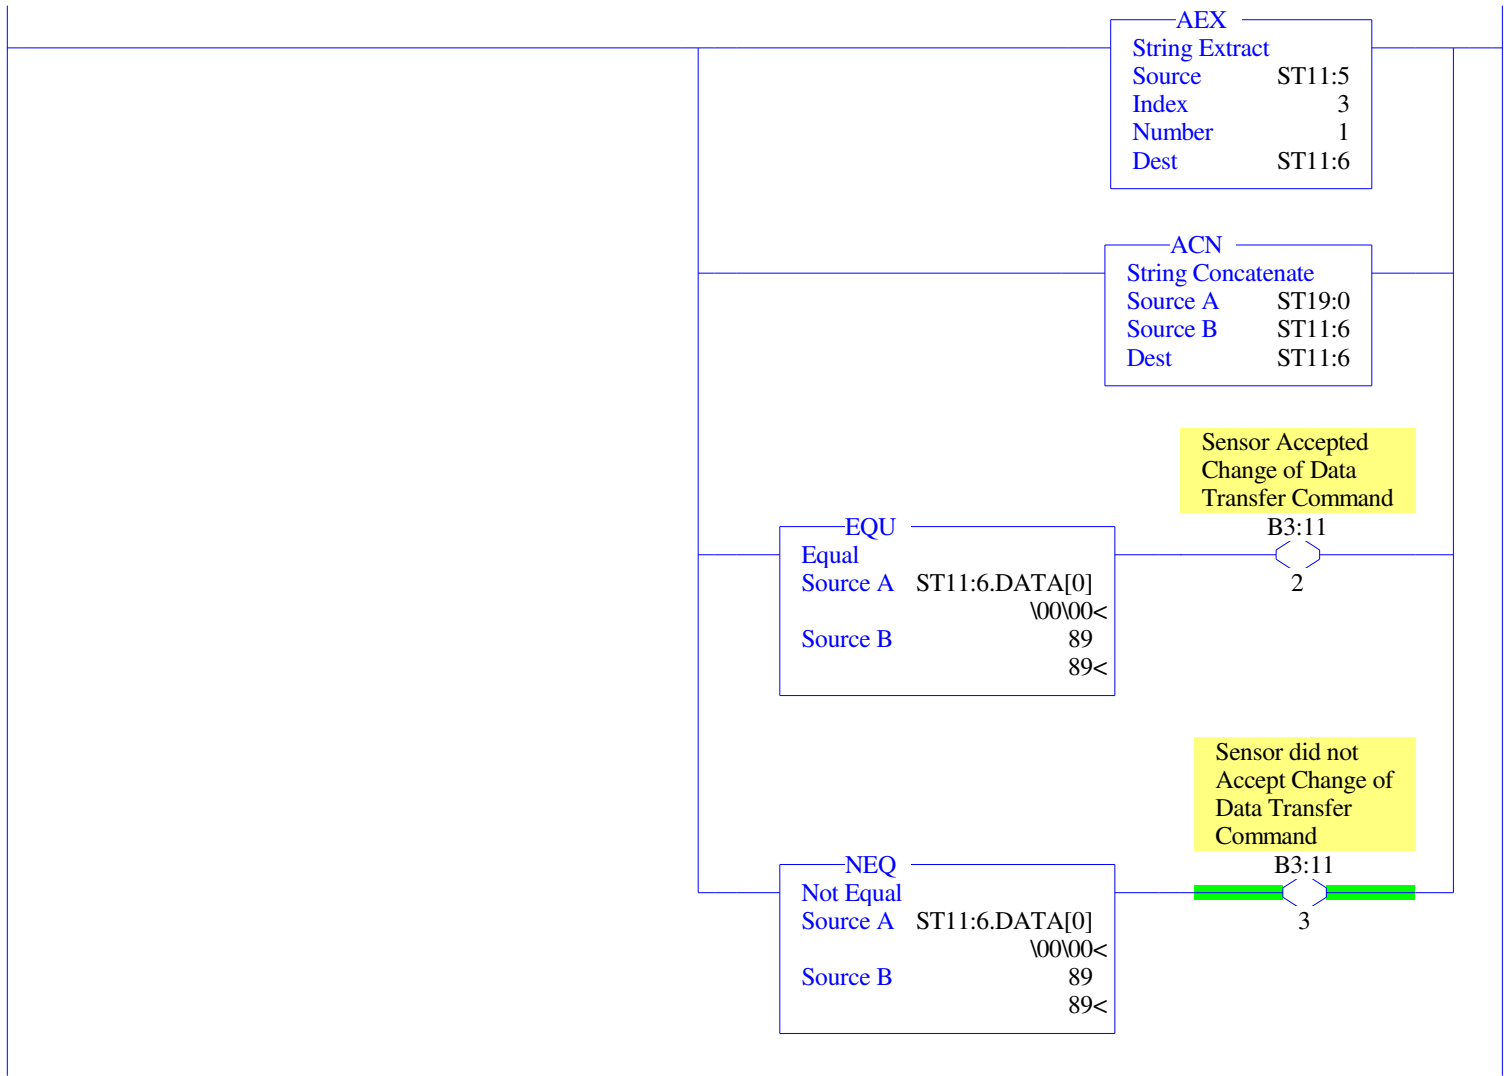 AEX
String Extract
Source ST11:5
Index 3
Number 1
Dest ST11:6
ACN
String Concatenate
Source A ST19:0
Source B ST11:6
Dest ST11:6
Sensor Accepted
Change of Data
Transfer Command
B3:11
2
EQU
Equal
Source A ST11:6.DATA[0]
\00\00<
Source B 89
89<
Sensor did not
Accept Change of
Data Transfer
Command
B3:11
3
NEQ
Not Equal
Source A ST11:6.DATA[0]
\00\00<
Source B 89
89<